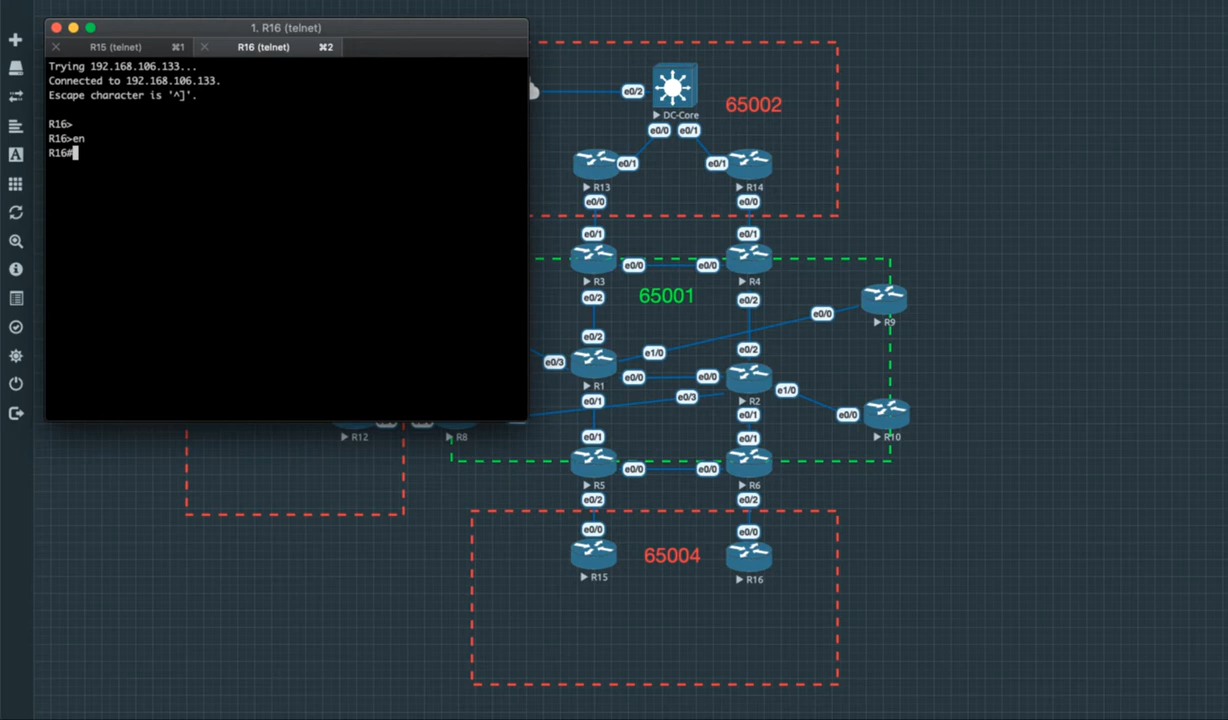 1. R16 (telnet)
R15 (telnet) ⌘1
R16 (telnet) ⌘2
Trying 192.168.106.133...
Connected to 192.168.106.133.
Escape character is '^]'.
R16>
R16>en
R16#
e0/2
65002
DC-Core
e0/0 e0/1
e0/1 e0/1
R13 R14
e0/0 e0/0
e0/1 e0/1
e0/0 e0/0
R3 R4
65001
e0/2 e0/2
e0/0
R9
e0/2 e0/2
e1/0
e0/3
e0/0 e0/0
R1
e1/0
e0/3
R2
e0/1 e0/1
e0/0
R12 R8 R10
e0/1 e0/1
e0/0 e0/0
R5 R6
e0/2 e0/2
e0/0 e0/0
65004
R15 R16